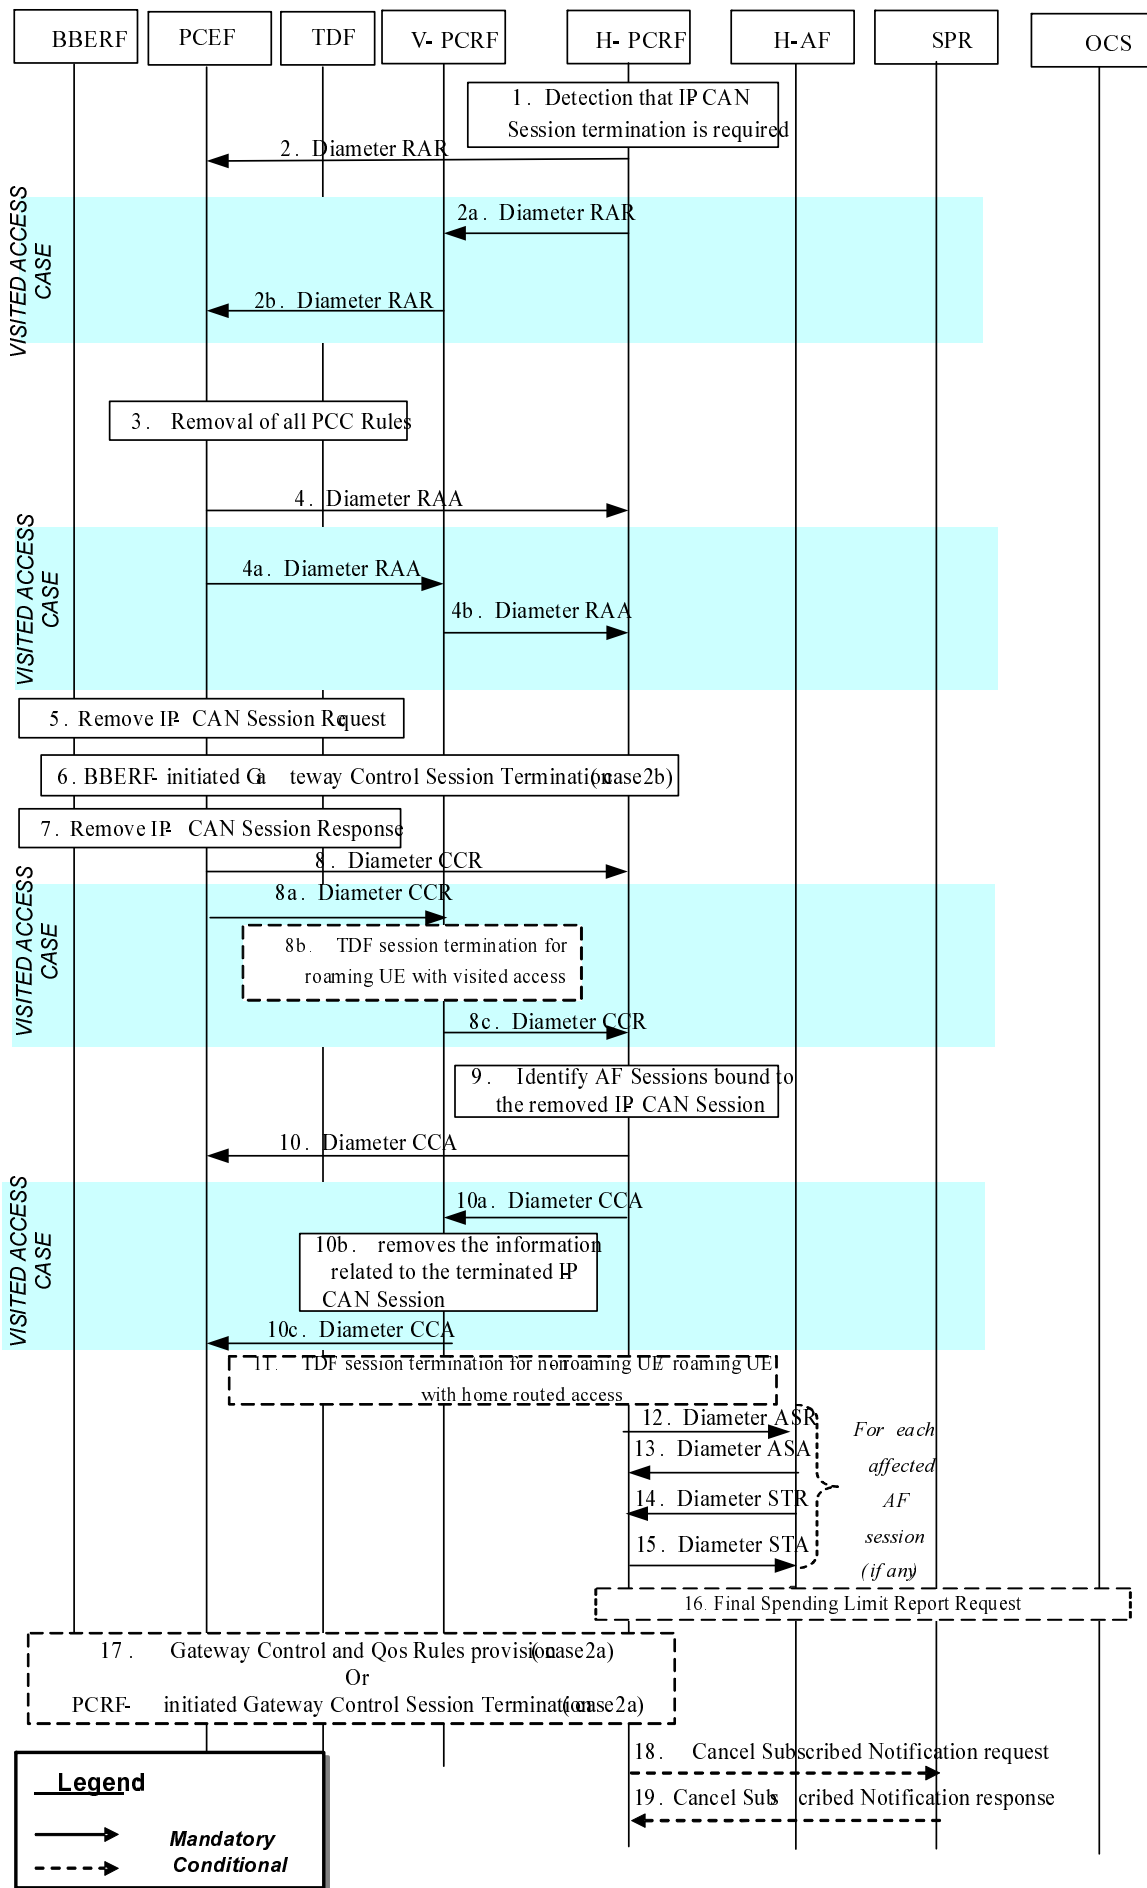 BBERF
PCEF
TDF
V- PCRF
H- PCRF
H-AF
SPR
OCS
1. Detection that IP-CAN
Session termination is required
2. Diameter RAR
VISITED ACCESS
CASE
2a. Diameter RAR
2b. Diameter RAR
3. Removal of all PCC Rules
4. Diameter RAA
VISITED ACCESS
CASE
4a. Diameter RAA
4b. Diameter RAA
5. Remove IP- CAN Session Request
6. BBERF- initiated Gateway Control Session Termination (case2b)
7. Remove IP- CAN Session Response
8. Diameter CCR
VISITED ACCESS
CASE
8a. Diameter CCR
8b. TDF session termination for
roaming UE with visited access
8c. Diameter CCR
9. Identify AF Sessions bound to
the removed IP- CAN Session
10. Diameter CCA
VISITED ACCESS
CASE
10a. Diameter CCA
10b. removes the information
related to the terminated IP-
CAN Session
10c. Diameter CCA
11. TDF session termination for non-roaming UE/ roaming UE
with home routed access
12. Diameter ASR
13. Diameter ASA
14. Diameter STR
15. Diameter STA
For each
affected
AF
session
(if any)
16. Final Spending Limit Report Request
17. Gateway Control and Qos Rules provision (case2a)
Or
PCRF- initiated Gateway Control Session Termination (case2a)
18. Cancel Subscribed Notification request
19. Cancel Subscribed Notification response
Legend
Mandatory
Conditional